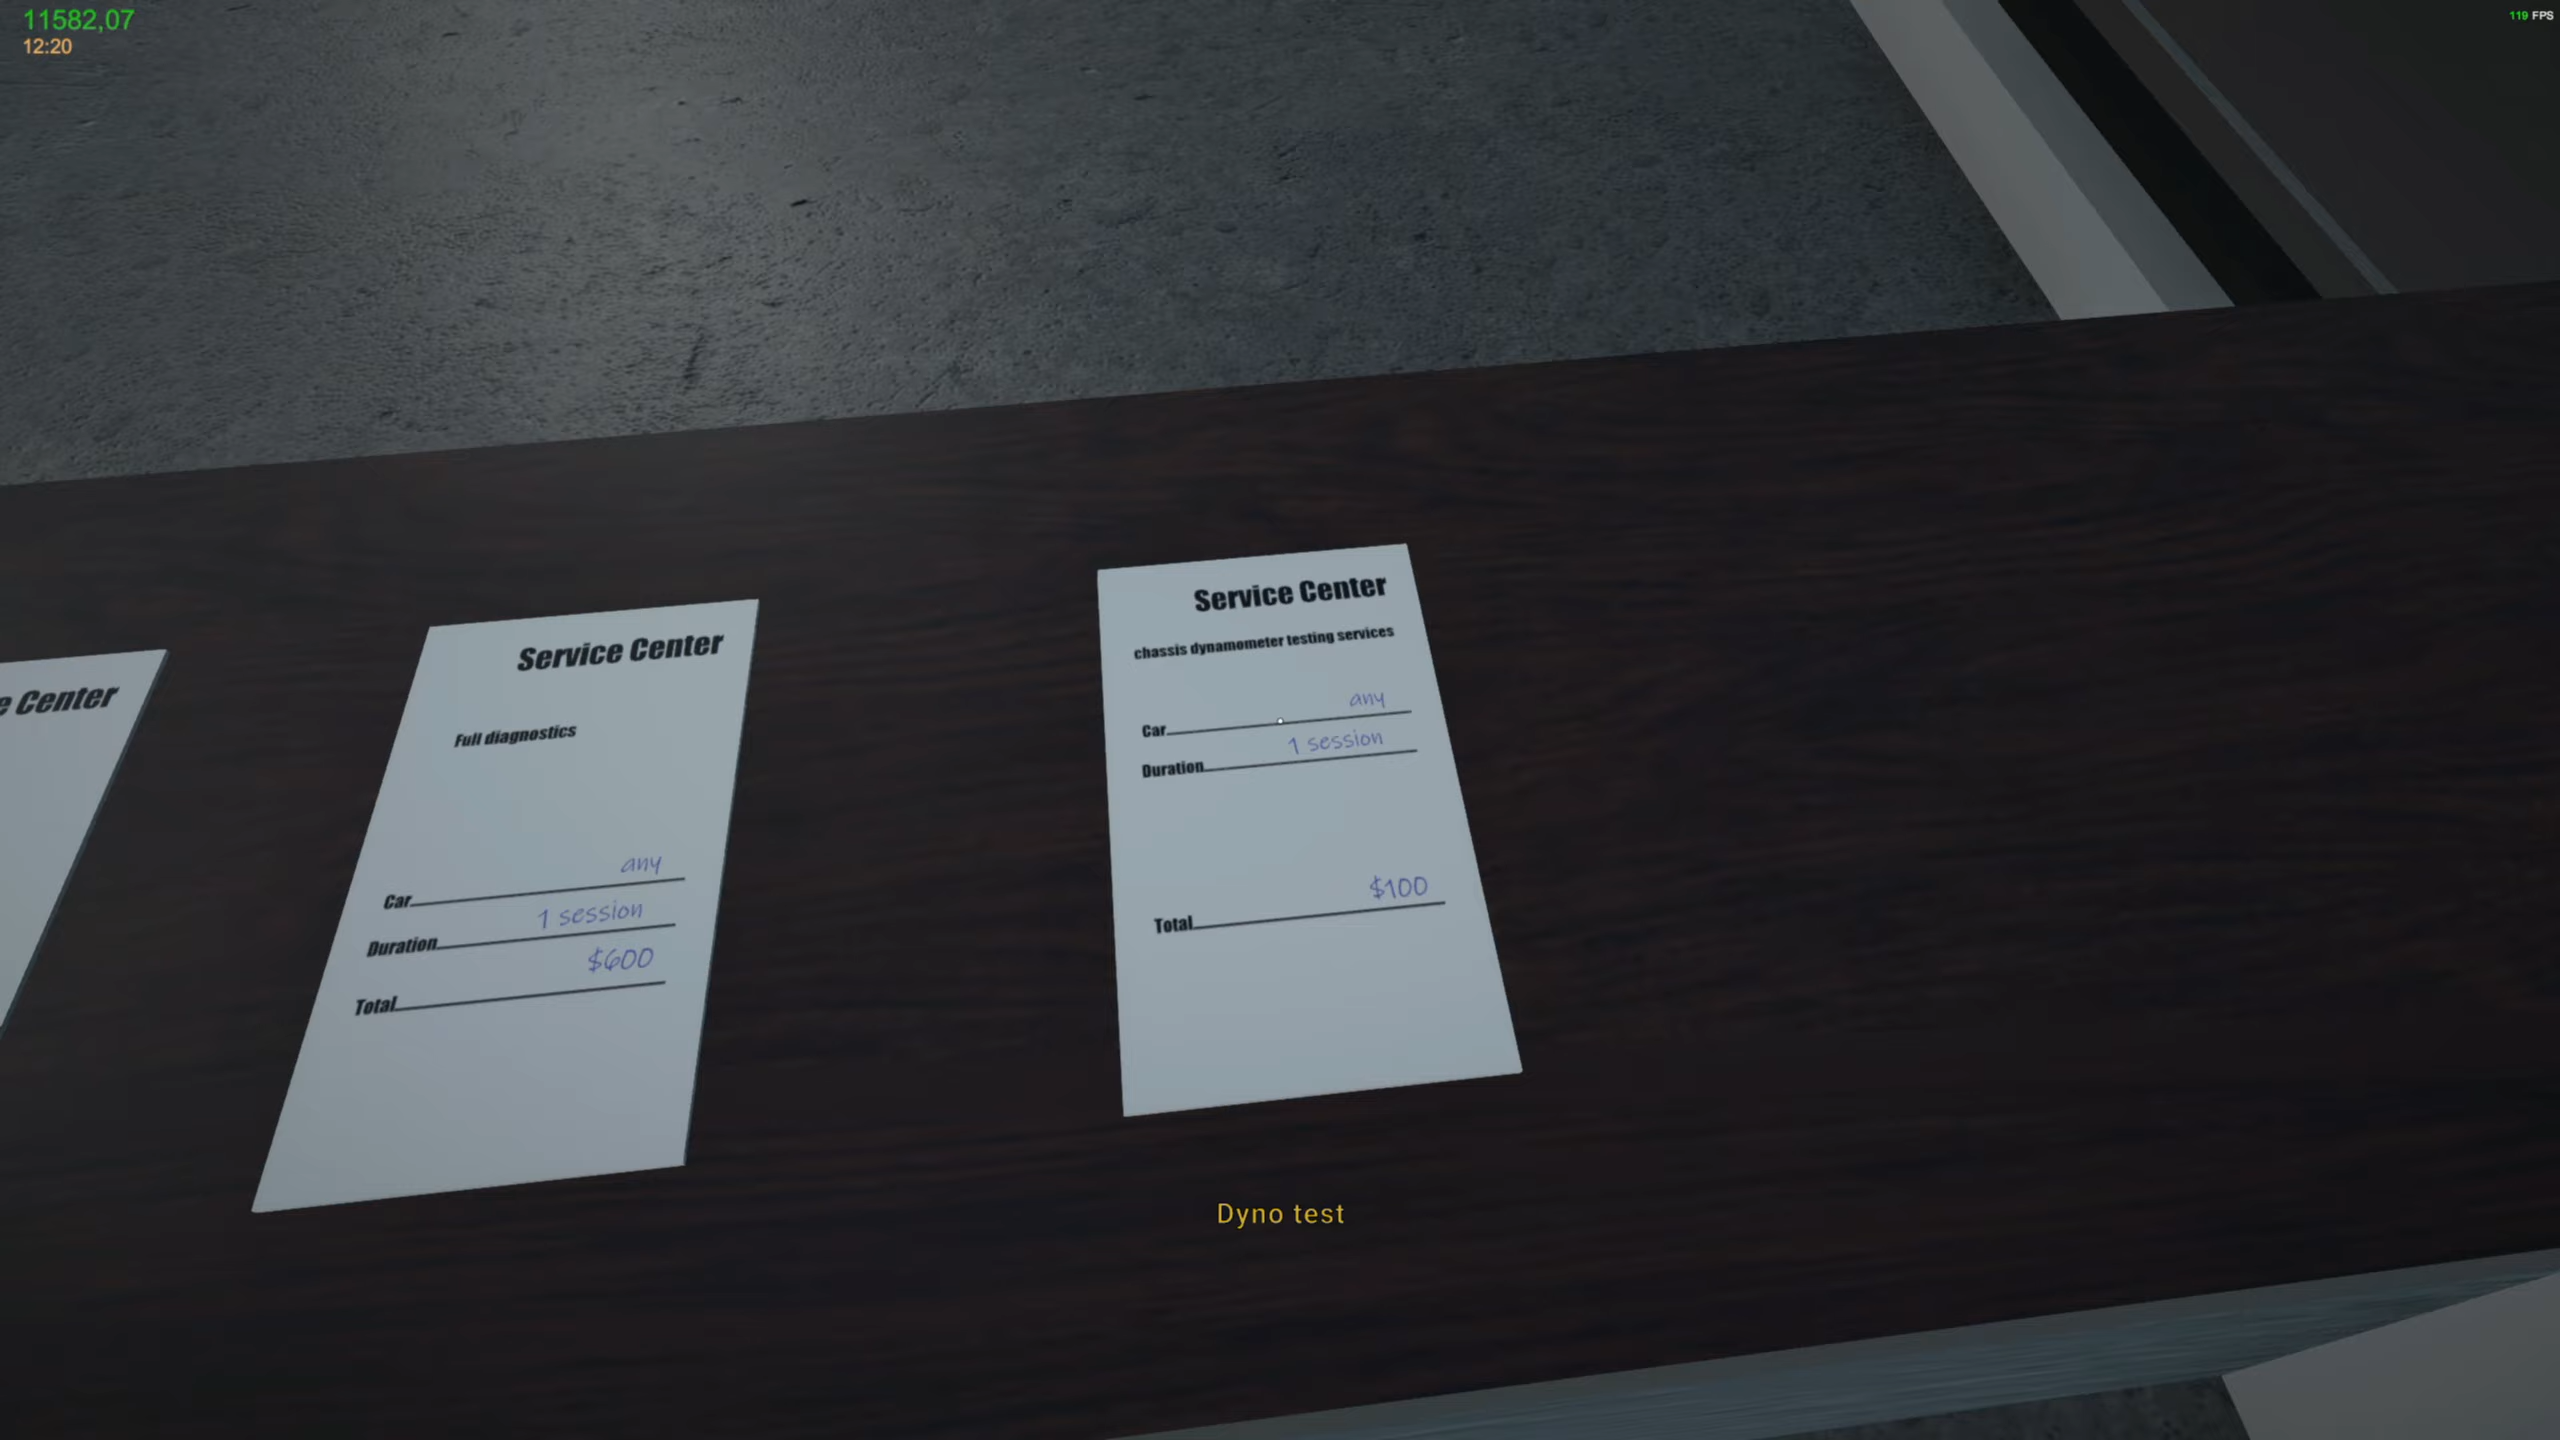 11582,07
12:20
119 FPS
e Center
Service Center
Full diagnostics
Car any
Duration 1 session
$600
Total
Service Center
chassis dynamometer testing services
Car any
Duration 1 session
Total $100
Dyno test